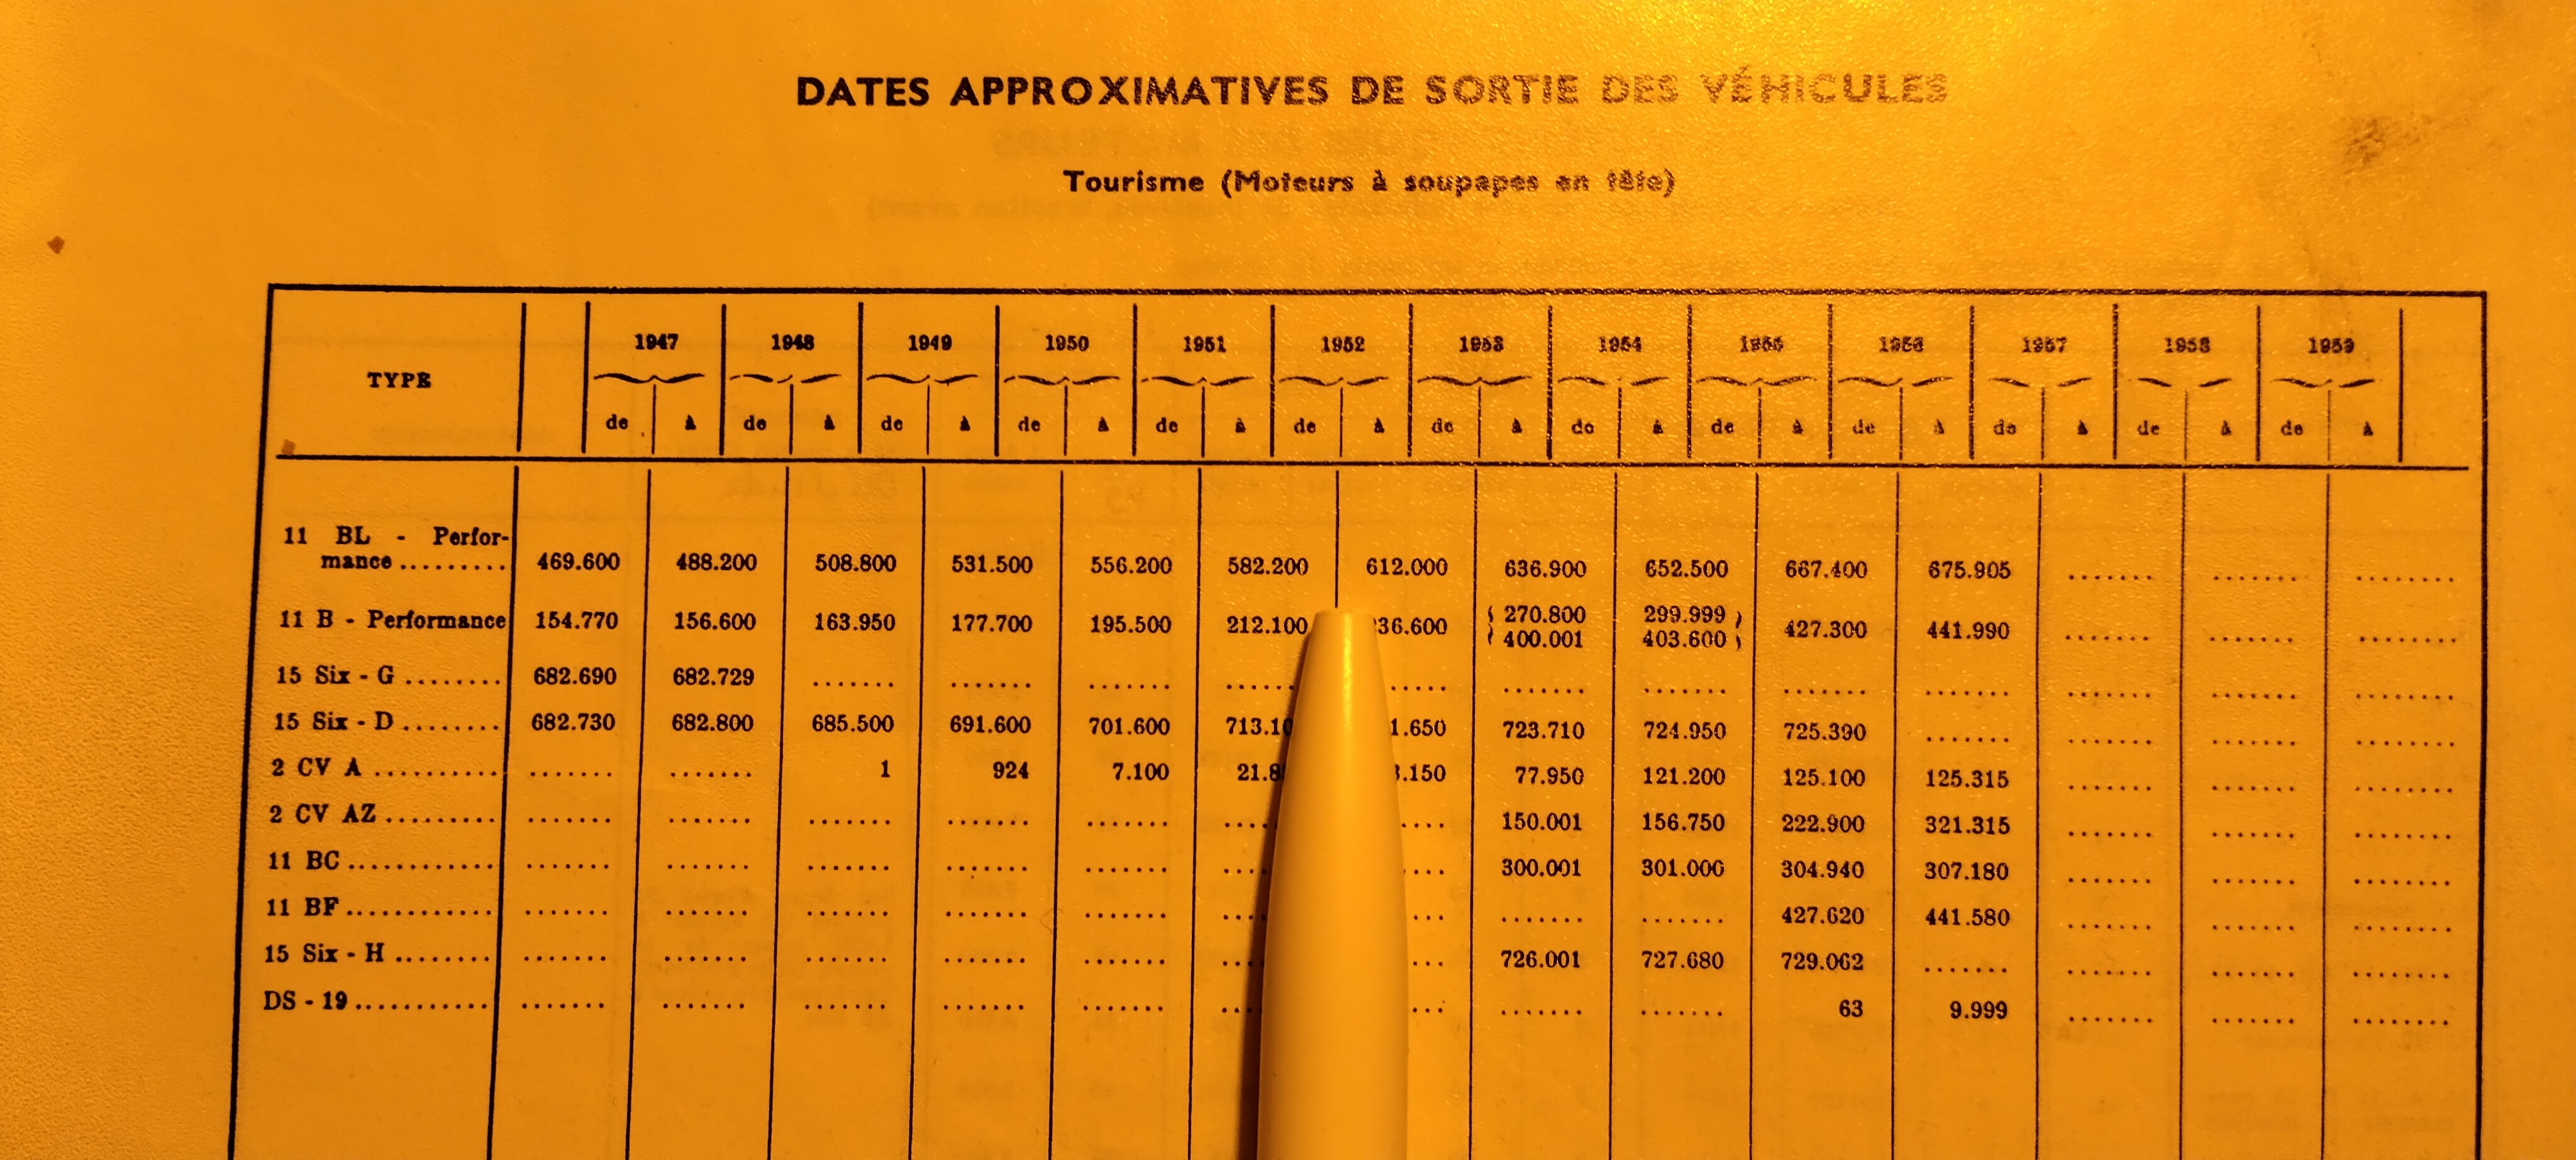 DATES APPROXIMATIVES DE SORTIE DES VÉHICULES
Tourisme (Moteurs à soupapes en tête)
TYPE 1947 1948 1949 1950 1951 1952 1953 1954 1955 1956 1957 1958 1959
de à de à de à de à de à de à de à de à de à de à de à de à de à
11 BL - Perfor-
mance ......... 469.600 488.200 508.800 531.500 556.200 582.200 612.000 636.900 652.500 667.400 675.905 ....... ....... ........
11 B - Performance 154.770 156.600 163.950 177.700 195.500 212.100 { 270.800 299.999 } 427.300 441.990 ....... ....... ........
{ 400.001 403.600 }
15 Six - G ........ 682.690 682.729 ....... ....... ....... ....... ....... ....... ....... ....... ....... ........
15 Six - D ........ 682.730 682.800 685.500 691.600 701.600 723.710 724.950 725.390 ....... ....... ....... ........
2 CV A .......... ....... ....... 1 924 7.100 77.950 121.200 125.100 125.315 ....... ....... ........
2 CV AZ ......... ....... ....... ....... ....... ....... 150.001 156.750 222.900 321.315 ....... ....... ........
11 BC ............ ....... ....... ....... ....... ....... 300.001 301.000 304.940 307.180 ....... ....... ........
11 BF ............ ....... ....... ....... ....... ....... ....... ....... 427.620 441.580 ....... ....... ........
15 Six - H ........ ....... ....... ....... ....... ....... 726.001 727.680 729.062 ....... ....... ....... ........
DS - 19 ........... ....... ....... ....... ....... ....... ....... ....... 63 9.999 ....... ....... ........